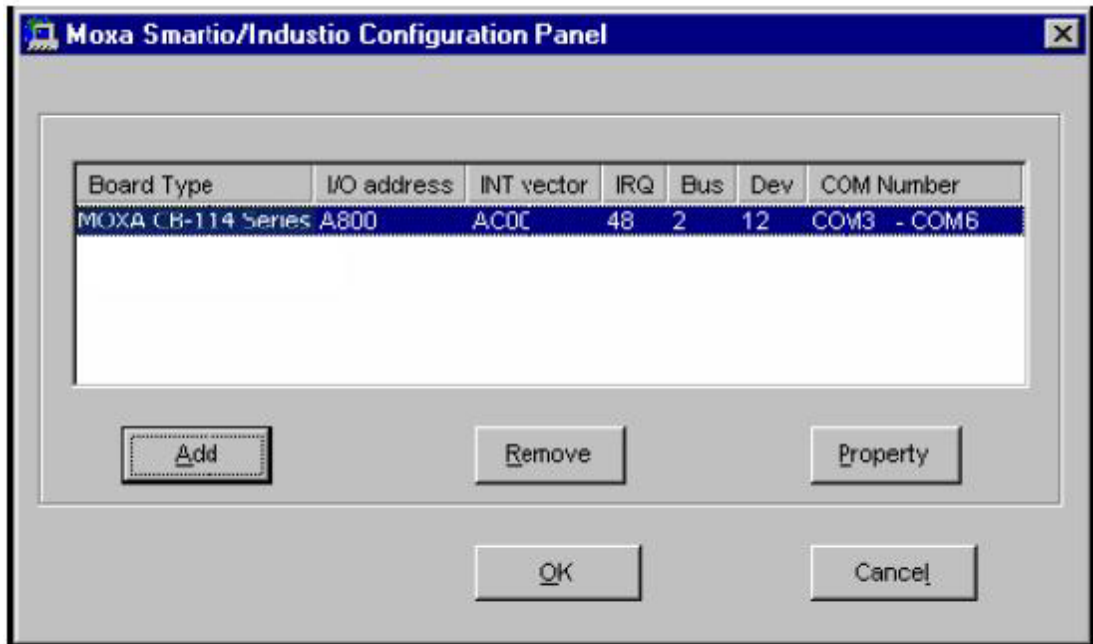 Moxa Smartio/Industio Configuration Panel
Board Type I/O address INT vector IRQ Bus Dev COM Number
MOXA CB-114 Series A800 AC00 48 2 12 COM3 - COM6
Add Remove Property
OK Cancel